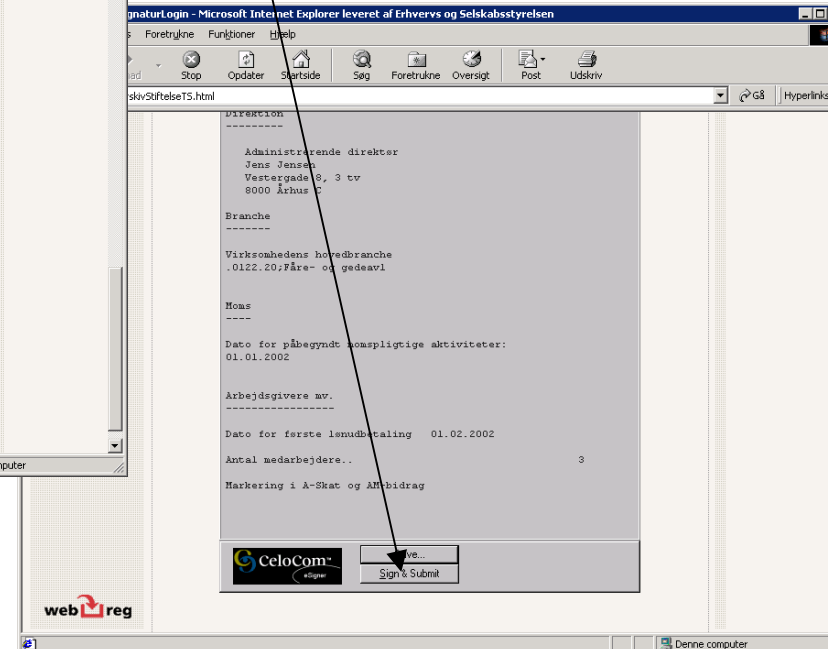 gnaturLogin - Microsoft Internet Explorer leveret af Erhvervs og Selskabsstyrelsen
s Foretrukne Funktioner Hjælp
ad Stop Opdater Startside Søg Foretrukne Oversigt Post Udskriv
skivStiftelseTS.html Gå Hyperlinks
Direktion
---------
Administrerende direktør
Jens Jensen
Vestergade 8, 3 tv
8000 Århus C
Branche
-------
Virksomhedens hovedbranche
.0122.20;Fåre- og gedeavl
Moms
----
Dato for påbegyndt momspligtige aktiviteter:
01.01.2002
Arbejdsgivere mv.
-----------------
Dato for første lønudbetaling 01.02.2002
Antal medarbejdere.. 3
Markering i A-Skat og AM-bidrag
mputer
CeloCom™
eSigner
ve...
Sign & Submit
web reg
Denne computer